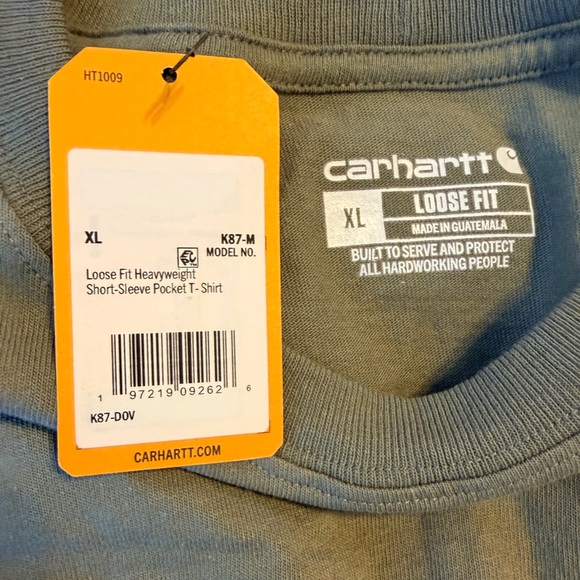 HT1009
XL
K87-M
MODEL NO.
Loose Fit Heavyweight
Short-Sleeve Pocket T- Shirt
1 97219 09262 6
K87-DOV
CARHARTT.COM
carhartt
XL
LOOSE FIT
MADE IN GUATEMALA
BUILT TO SERVE AND PROTECT
ALL HARDWORKING PEOPLE